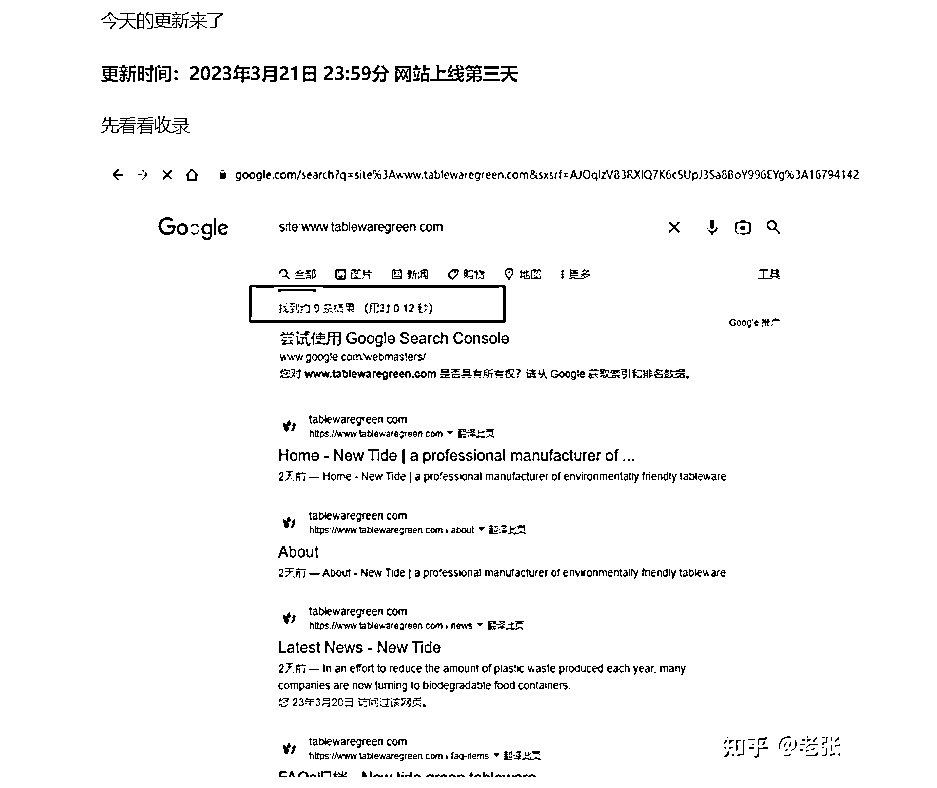 今天的更新来了
更新时间：2023年3月21日 23:59分 网站上线第三天
先看看收录
google.com/search?q=site%3Awww.tablewaregreen.com&sxsrf=
Google
site:www.tablewaregreen.com
全部 图片 新闻 购物 地图 更多 工具
找到约 9 条结果 （用时 0.12 秒）
Google 推广
尝试使用 Google Search Console
www.google.com/webmasters/
您对 www.tablewaregreen.com 是否具有所有权？请从 Google 获取索引和排名数据。
tablewaregreen.com
https://www.tablewaregreen.com 翻译此页
Home - New Tide | a professional manufacturer of ...
2天前 — Home - New Tide | a professional manufacturer of environmentally friendly tableware
tablewaregreen.com
https://www.tablewaregreen.com › about 翻译此页
About
2天前 — About - New Tide | a professional manufacturer of environmentally friendly tableware
tablewaregreen.com
https://www.tablewaregreen.com › news 翻译此页
Latest News - New Tide
2天前 — In an effort to reduce the amount of plastic waste produced each year, many
companies are now turning to biodegradable food containers.
您 23年3月20日 访问过该网页。
tablewaregreen.com
https://www.tablewaregreen.com › faq-items 翻译此页
FAQs归档 - New tide green tableware
知乎 @老张